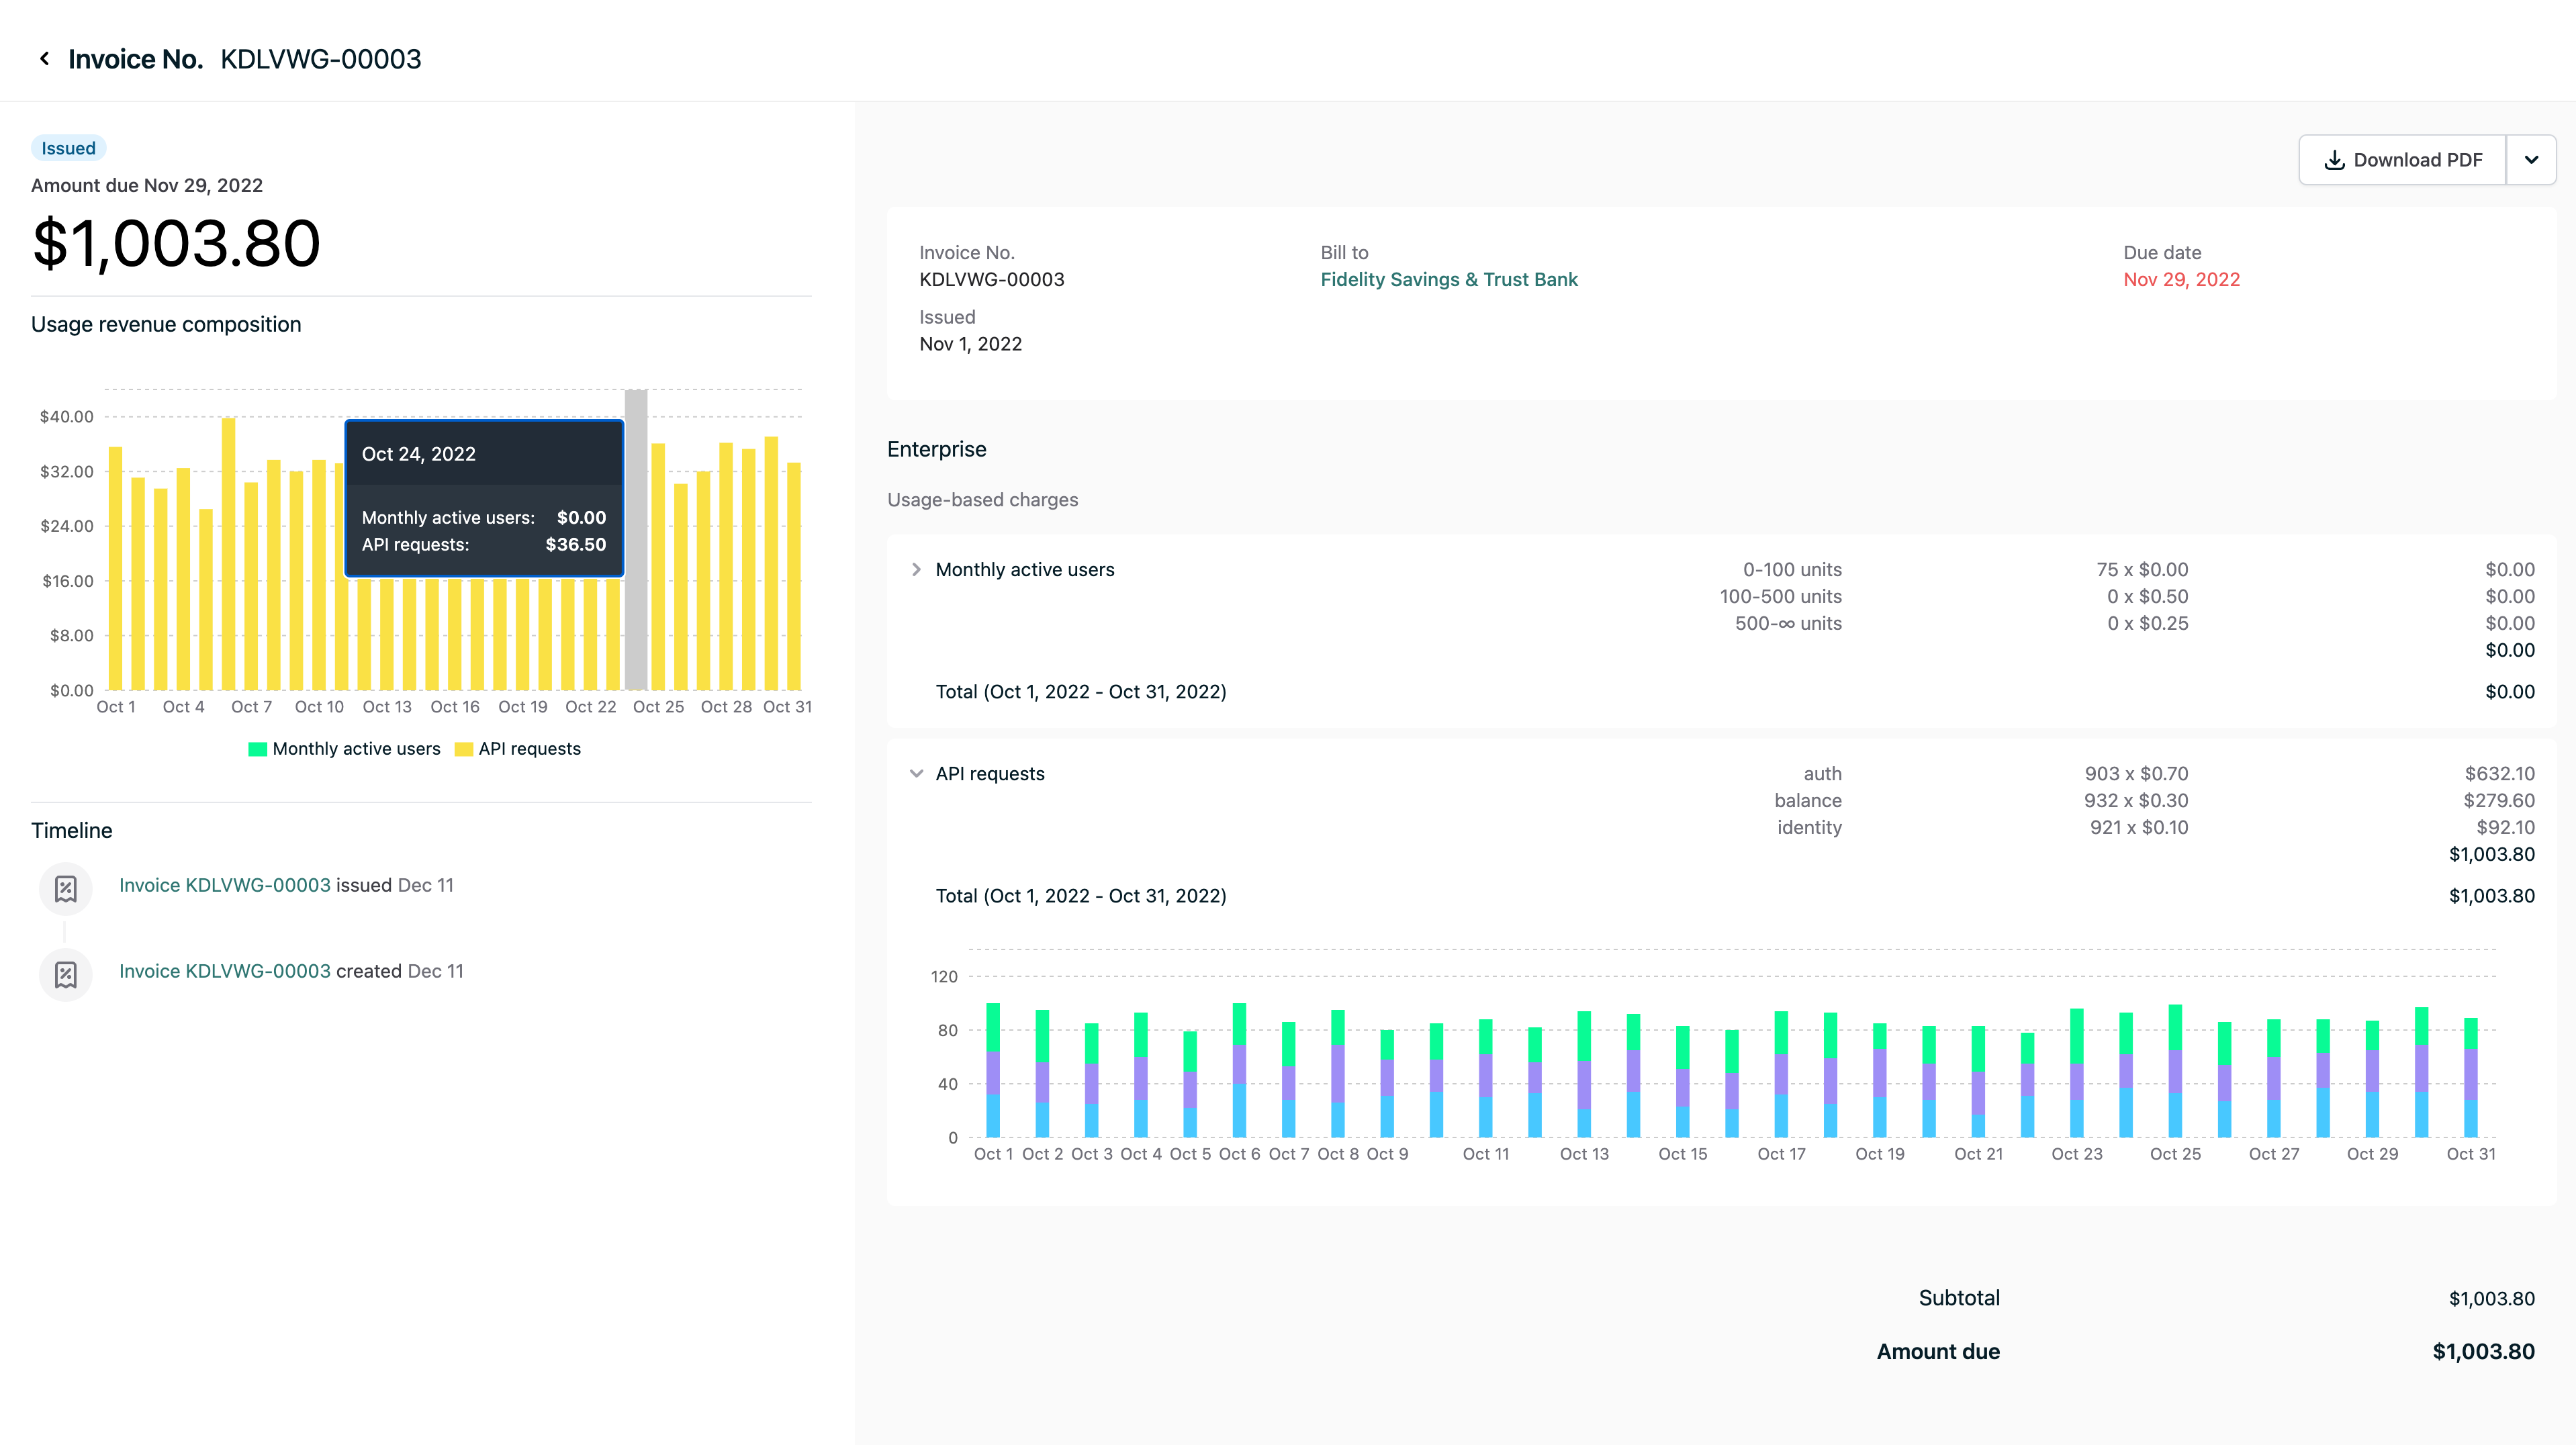 Invoice No. KDLVWG-00003
Issued
Amount due Nov 29, 2022
$1,003.80
Usage revenue composition
$40.00
$32.00
$24.00
$16.00
$8.00
$0.00
Oct 1 Oct 4 Oct 7 Oct 10 Oct 13 Oct 16 Oct 19 Oct 22 Oct 25 Oct 28 Oct 31
Oct 24, 2022
Monthly active users: $0.00
API requests: $36.50
Monthly active users API requests
Timeline
Invoice KDLVWG-00003 issued Dec 11
Invoice KDLVWG-00003 created Dec 11
Download PDF
Invoice No. Bill to Due date
KDLVWG-00003 Fidelity Savings & Trust Bank Nov 29, 2022
Issued
Nov 1, 2022
Enterprise
Usage-based charges
Monthly active users 0-100 units 75 x $0.00 $0.00
100-500 units 0 x $0.50 $0.00
500-∞ units 0 x $0.25 $0.00
$0.00
Total (Oct 1, 2022 - Oct 31, 2022) $0.00
API requests auth 903 x $0.70 $632.10
balance 932 x $0.30 $279.60
identity 921 x $0.10 $92.10
$1,003.80
Total (Oct 1, 2022 - Oct 31, 2022) $1,003.80
120
80
40
0
Oct 1 Oct 2 Oct 3 Oct 4 Oct 5 Oct 6 Oct 7 Oct 8 Oct 9 Oct 11 Oct 13 Oct 15 Oct 17 Oct 19 Oct 21 Oct 23 Oct 25 Oct 27 Oct 29 Oct 31
Subtotal $1,003.80
Amount due $1,003.80